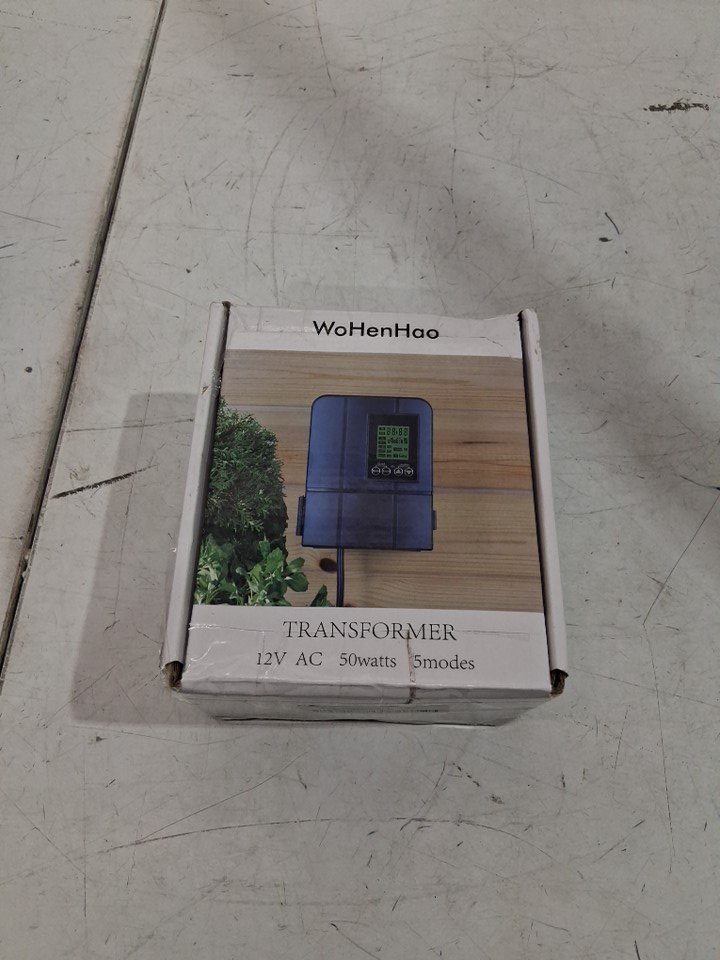 WoHenHao
TRANSFORMER
12V AC 50watts 5modes